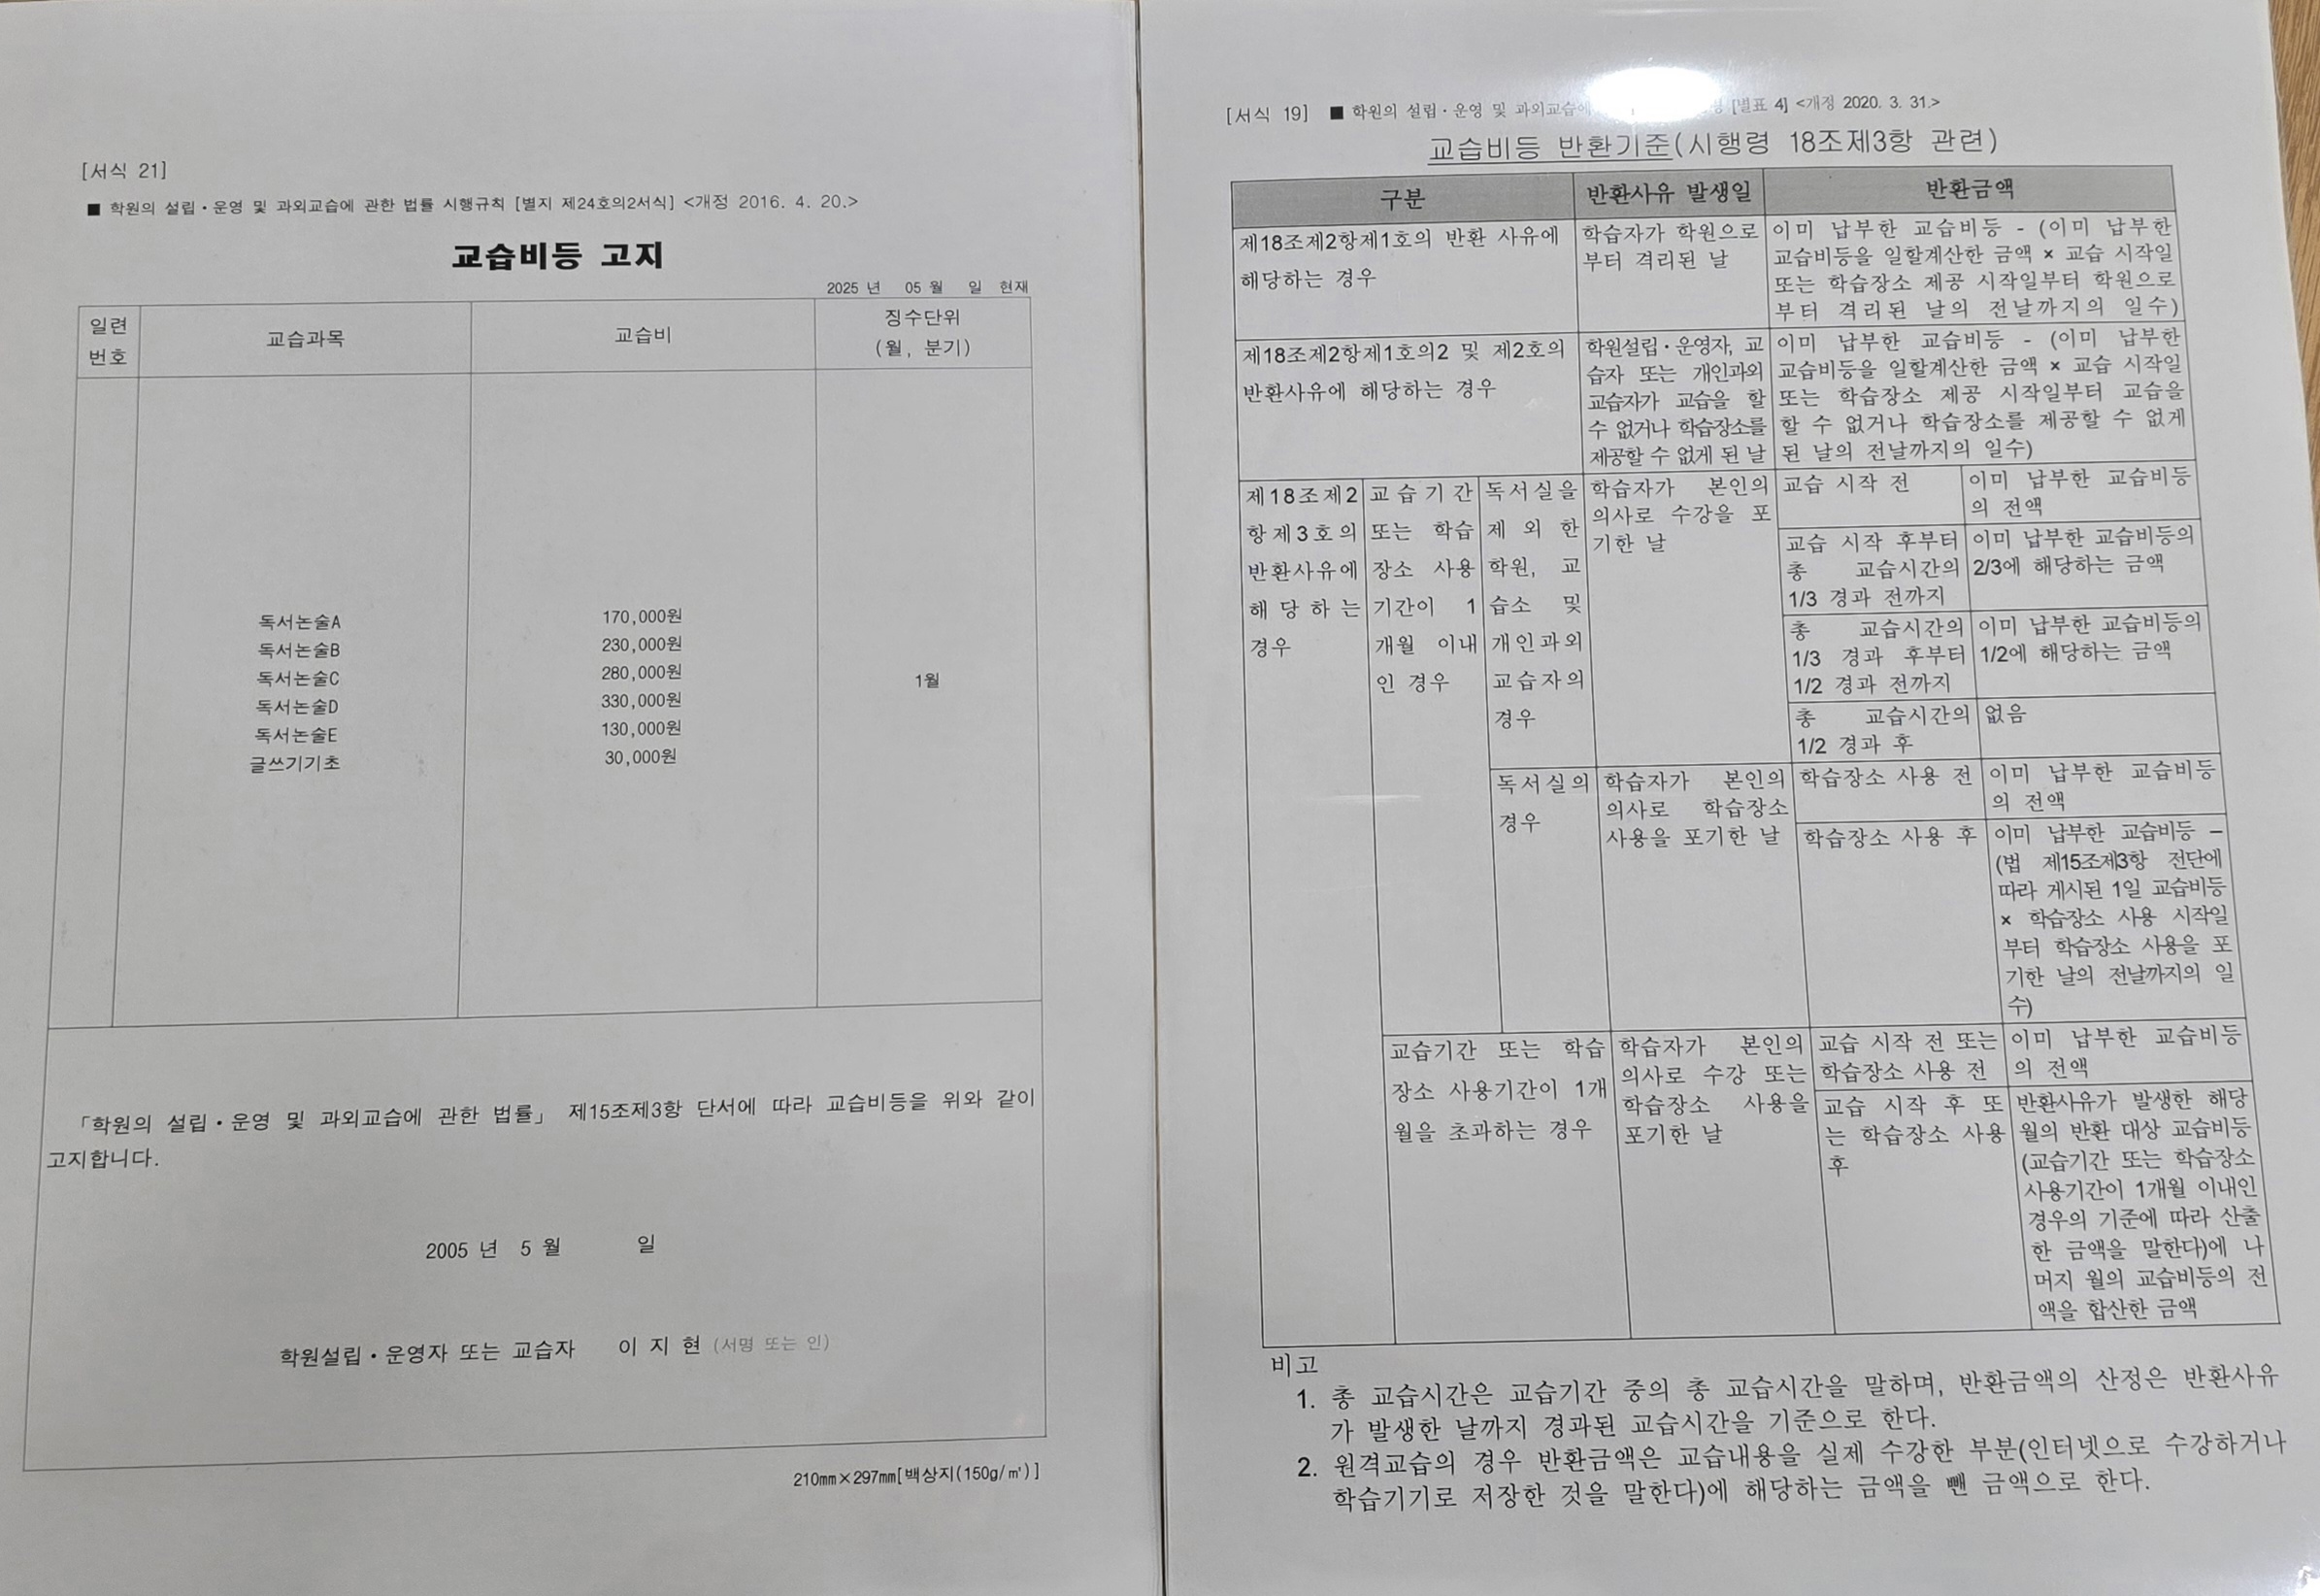 [서식 21]
■ 학원의 설립·운영 및 과외교습에 관한 법률 시행규칙 [별지 제24호의2서식] <개정 2016. 4. 20.>
교습비등 고지
2025 년 05 월 일 현재
일련
번호
교습과목
교습비
징수단위
(월, 분기)
독서논술A 170,000원
독서논술B 230,000원
독서논술C 280,000원
독서논술D 330,000원
독서논술E 130,000원
글쓰기기초 30,000원
1월
「학원의 설립·운영 및 과외교습에 관한 법률」 제15조제3항 단서에 따라 교습비등을 위와 같이
고지합니다.
2005 년 5 월 일
학원설립·운영자 또는 교습자 이 지 현 (서명 또는 인)
210㎜×297㎜[백상지(150g/㎡)]
[서식 19] ■ 학원의 설립·운영 및 과외교습에 [별표 4] <개정 2020. 3. 31.>
교습비등 반환기준(시행령 18조제3항 관련)
구분 반환사유 발생일 반환금액
제18조제2항제1호의 반환 사유에
해당하는 경우
학습자가 학원으로
부터 격리된 날
이미 납부한 교습비등 - (이미 납부한
교습비등을 일할계산한 금액 × 교습 시작일
또는 학습장소 제공 시작일부터 학원으로
부터 격리된 날의 전날까지의 일수)
제18조제2항제1호의2 및 제2호의
반환사유에 해당하는 경우
학원설립·운영자, 교
습자 또는 개인과외
교습자가 교습을 할
수 없거나 학습장소를
제공할 수 없게 된 날
이미 납부한 교습비등 - (이미 납부한
교습비등을 일할계산한 금액 × 교습 시작일
또는 학습장소 제공 시작일부터 교습을
할 수 없거나 학습장소를 제공할 수 없게
된 날의 전날까지의 일수)
제18조제2
항제3호의
반환사유에
해당하는
경우
교습기간
또는 학습
장소 사용
기간이 1
개월 이내
인 경우
독서실을
제외한
학원, 교
습소 및
개인과외
교습자의
경우
학습자가 본인의
의사로 수강을 포
기한 날
교습 시작 전
이미 납부한 교습비등
의 전액
교습 시작 후부터
총 교습시간의
1/3 경과 전까지
이미 납부한 교습비등의
2/3에 해당하는 금액
총 교습시간의
1/3 경과 후부터
1/2 경과 전까지
이미 납부한 교습비등의
1/2에 해당하는 금액
총 교습시간의
1/2 경과 후
없음
독서실의
경우
학습자가 본인의
의사로 학습장소
사용을 포기한 날
학습장소 사용 전
이미 납부한 교습비등
의 전액
학습장소 사용 후
이미 납부한 교습비등 –
(법 제15조제3항 전단에
따라 게시된 1일 교습비등
× 학습장소 사용 시작일
부터 학습장소 사용을 포
기한 날의 전날까지의 일
수)
교습기간 또는 학습
장소 사용기간이 1개
월을 초과하는 경우
학습자가 본인의
의사로 수강 또는
학습장소 사용을
포기한 날
교습 시작 전 또는
학습장소 사용 전
이미 납부한 교습비등
의 전액
교습 시작 후 또
는 학습장소 사용
후
반환사유가 발생한 해당
월의 반환 대상 교습비등
(교습기간 또는 학습장소
사용기간이 1개월 이내인
경우의 기준에 따라 산출
한 금액을 말한다)에 나
머지 월의 교습비등의 전
액을 합산한 금액
비고
1. 총 교습시간은 교습기간 중의 총 교습시간을 말하며, 반환금액의 산정은 반환사유
가 발생한 날까지 경과된 교습시간을 기준으로 한다.
2. 원격교습의 경우 반환금액은 교습내용을 실제 수강한 부분(인터넷으로 수강하거나
학습기기로 저장한 것을 말한다)에 해당하는 금액을 뺀 금액으로 한다.